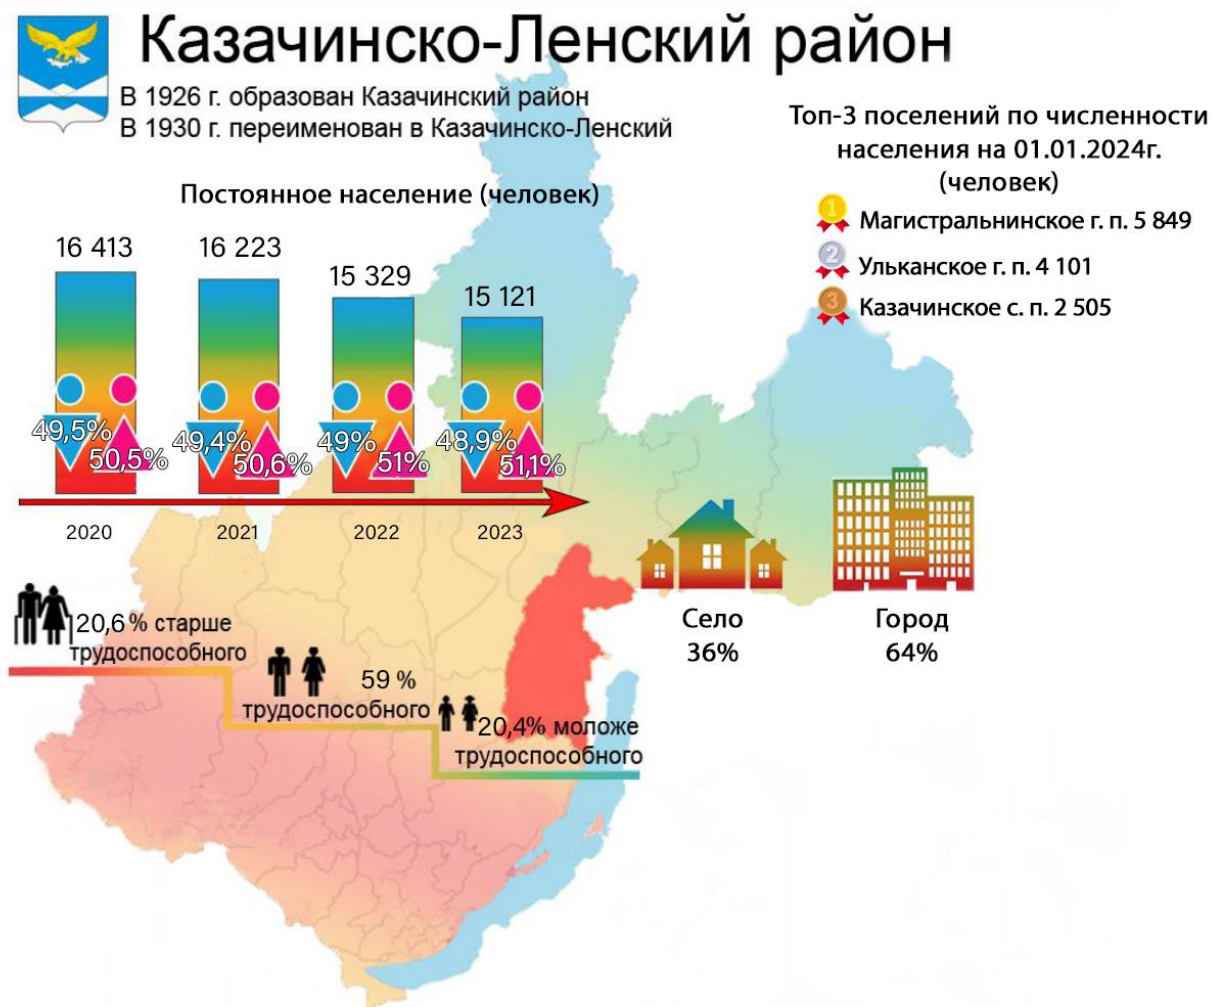 Казачинско-Ленский район
В 1926 г. образован Казачинский район
В 1930 г. переименован в Казачинско-Ленский
Топ-3 поселений по численности
населения на 01.01.2024г.
(человек)
1 Магистральнинское г. п. 5 849
2 Ульканское г. п. 4 101
3 Казачинское с. п. 2 505
Постоянное население (человек)
16 413
16 223
15 329
15 121
49,5%
50,5%
49,4%
50,6%
49%
51%
48,9%
51,1%
2020
2021
2022
2023
Село
36%
Город
64%
20,6 % старше
трудоспособного
59 %
трудоспособного
20,4% моложе
трудоспособного